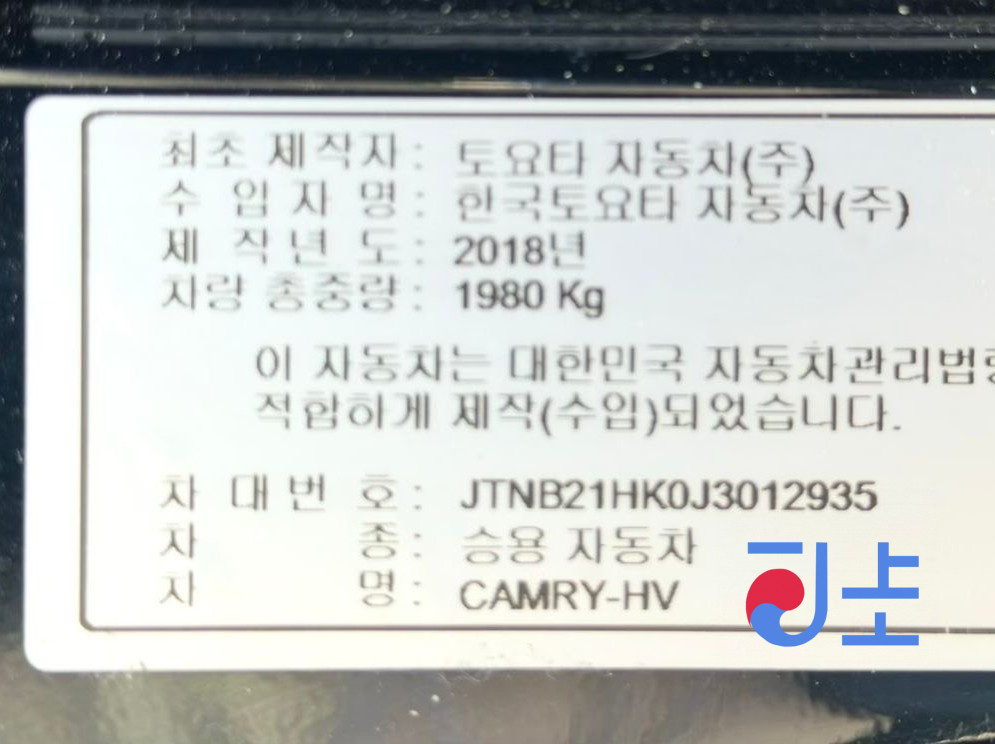 최초 제작자 : 토요타 자동차(주)
수 입 자 명 : 한국토요타 자동차(주)
제 작 년 도 : 2018년
차량 총중량 : 1980 Kg
이 자동차는 대한민국 자동차관리법령
적합하게 제작(수입)되었습니다.
차 대 번 호 : JTNB21HK0J3012935
차 종 : 승용 자동차
차 명 : CAMRY-HV